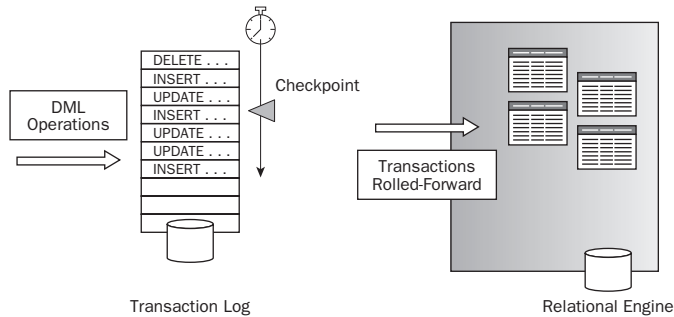 DML
Operations
DELETE . . .
INSERT . . .
UPDATE . . .
INSERT . . .
UPDATE . . .
UPDATE . . .
INSERT . . .
Checkpoint
Transactions
Rolled-Forward
Transaction Log
Relational Engine